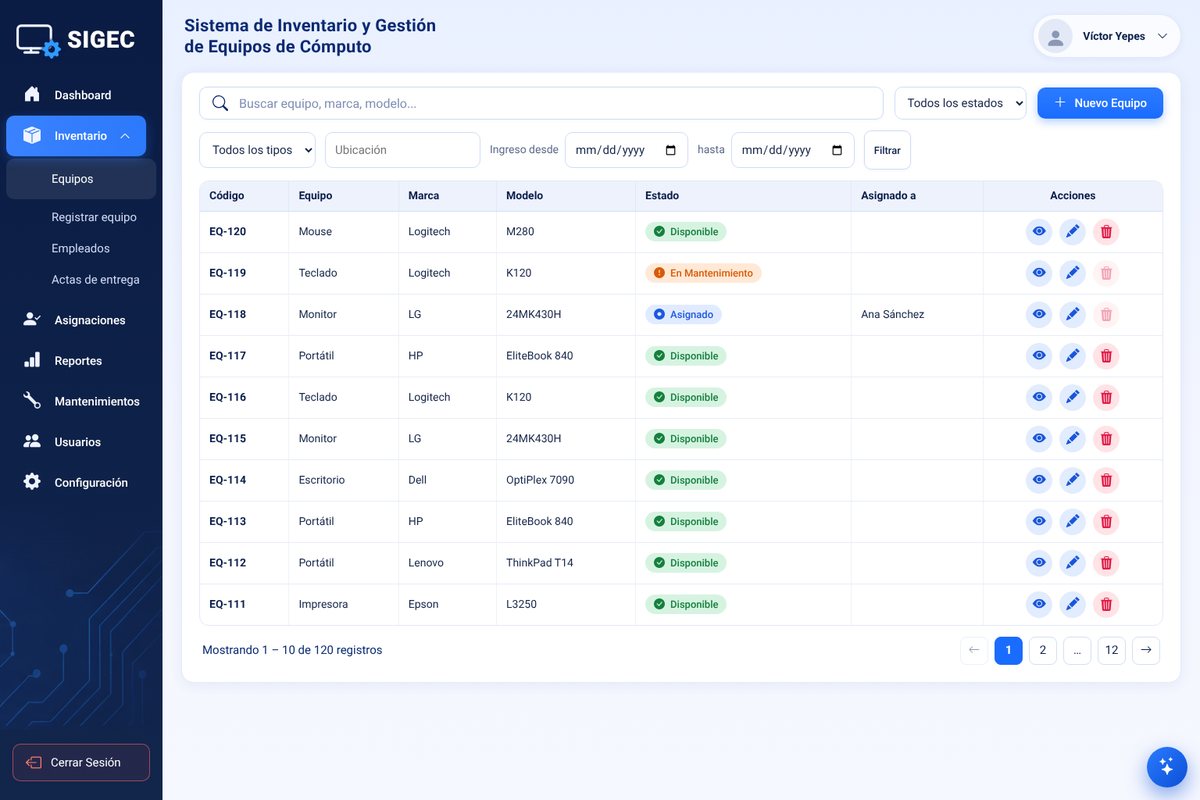 SIGEC
Dashboard
Inventario
Equipos
Registrar equipo
Empleados
Actas de entrega
Asignaciones
Reportes
Mantenimientos
Usuarios
Configuración
Cerrar Sesión
Sistema de Inventario y Gestión
de Equipos de Cómputo
Víctor Yepes
Buscar equipo, marca, modelo...
Todos los estados
+ Nuevo Equipo
Todos los tipos
Ubicación
Ingreso desde
mm/dd/yyyy
hasta
mm/dd/yyyy
Filtrar
Código Equipo Marca Modelo Estado Asignado a Acciones
EQ-120 Mouse Logitech M280 Disponible
EQ-119 Teclado Logitech K120 En Mantenimiento
EQ-118 Monitor LG 24MK430H Asignado Ana Sánchez
EQ-117 Portátil HP EliteBook 840 Disponible
EQ-116 Teclado Logitech K120 Disponible
EQ-115 Monitor LG 24MK430H Disponible
EQ-114 Escritorio Dell OptiPlex 7090 Disponible
EQ-113 Portátil HP EliteBook 840 Disponible
EQ-112 Portátil Lenovo ThinkPad T14 Disponible
EQ-111 Impresora Epson L3250 Disponible
Mostrando 1 – 10 de 120 registros
← 1 2 ... 12 →